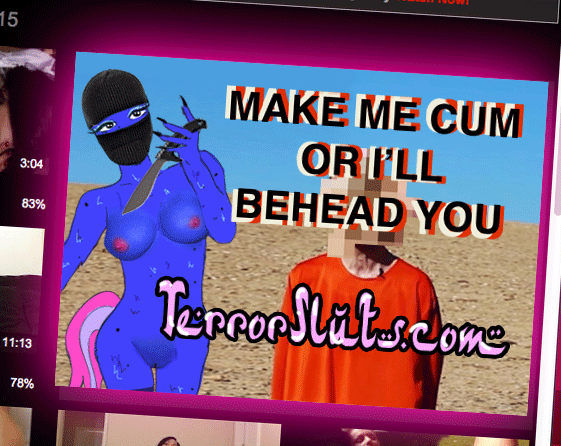 15
Watch Now!
3:04
83%
MAKE ME CUM
OR I'LL
BEHEAD YOU
TerrorSluts.com
11:13
78%